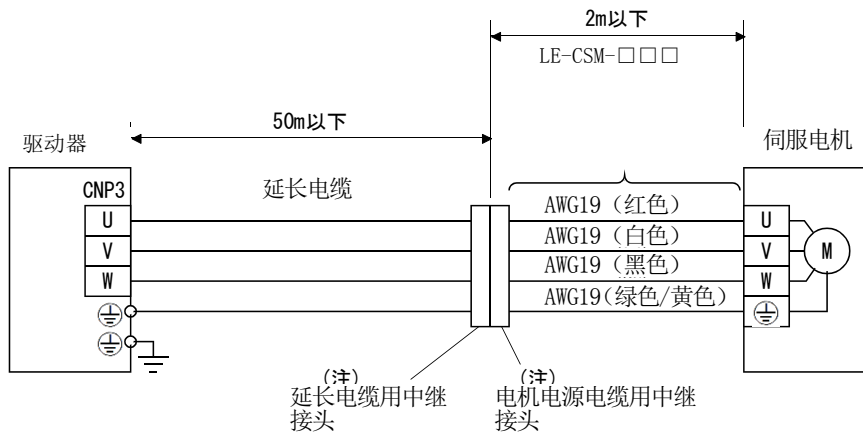 2m以下
LE-CSM-□□□
50m以下
驱动器
伺服电机
CNP3
延长电缆
U
V
W
AWG19（红色）
AWG19（白色）
AWG19（黑色）
AWG19(绿色/黄色)
U
V
W
M
（注）
延长电缆用中继
接头
（注）
电机电源电缆用中继
接头